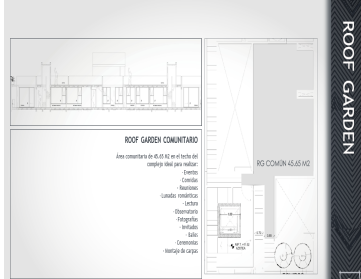 ROOF GARDEN
ROOF GARDEN COMUNITARIO
Área comunitaria de 45.65 M2 en el techo del
complejo ideal para realizar:
-Eventos
-Comidas
- Reuniones
-Lunadas románticas
- Lectura
- Observatorio
- Fotografías
- Invitados
- Bailes
- Ceremonias
- Montaje de carpas
RG COMÚN 45.65 M2